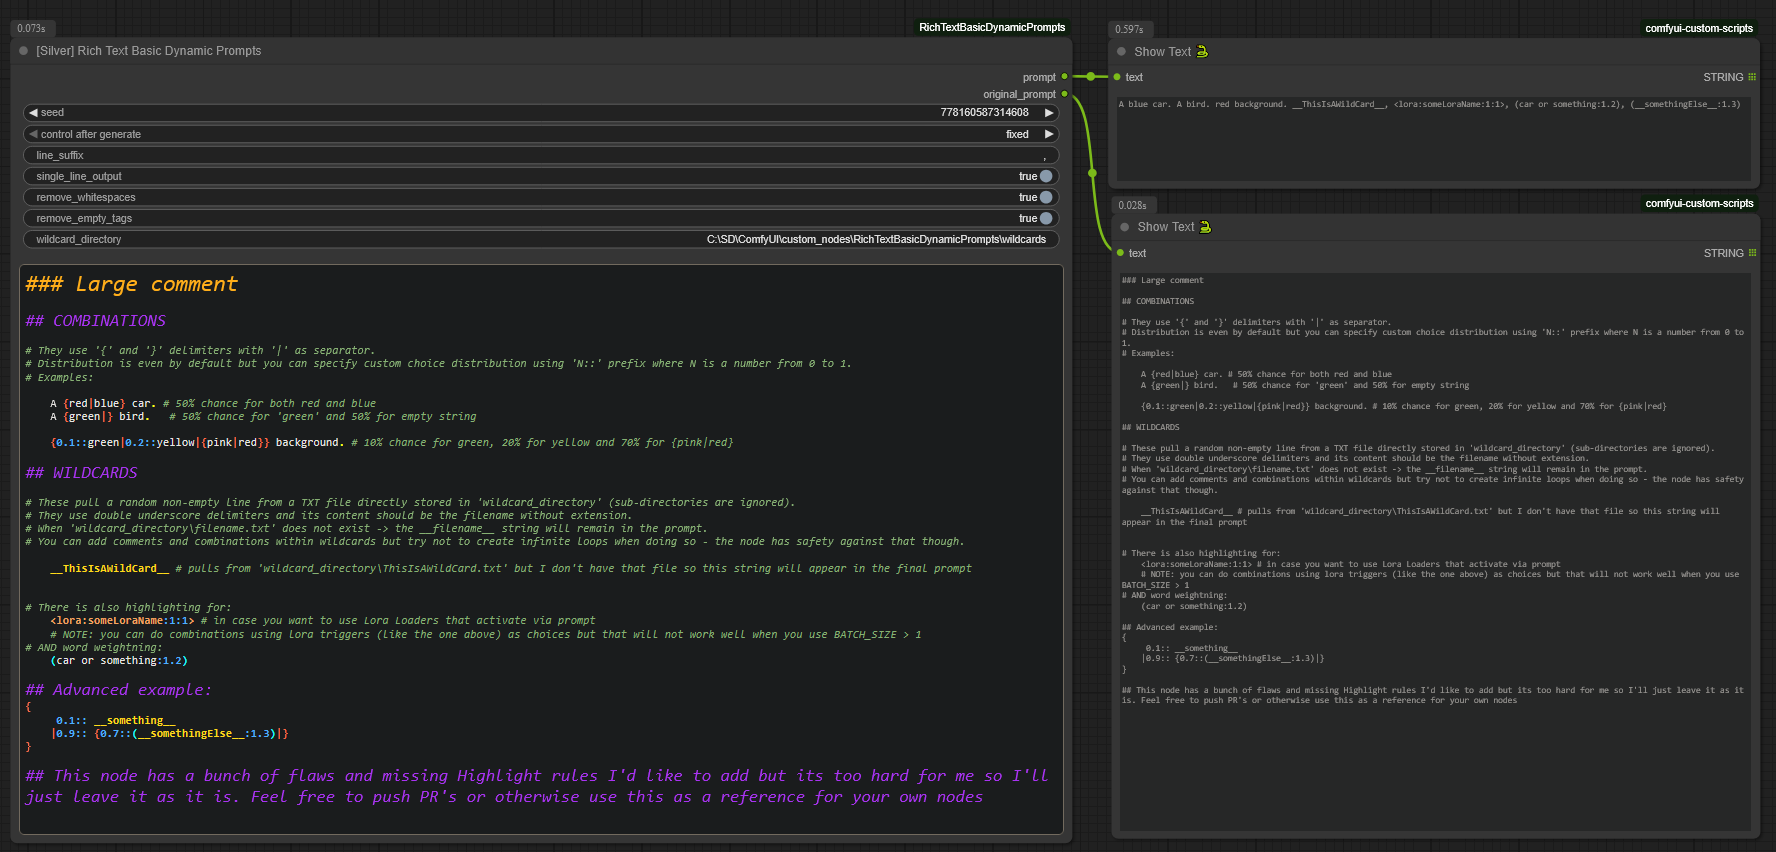 0.073s
RichTextBasicDynamicPrompts
[Silver] Rich Text Basic Dynamic Prompts
prompt
original_prompt
seed 778160587314608
control after generate fixed
line_suffix ,
single_line_output true
remove_whitespaces true
remove_empty_tags true
wildcard_directory C:\SD\ComfyUI\custom_nodes\RichTextBasicDynamicPrompts\wildcards
### Large comment
## COMBINATIONS
# They use '{' and '}' delimiters with '|' as separator.
# Distribution is even by default but you can specify custom choice distribution using 'N::' prefix where N is a number from 0 to 1.
# Examples:
A {red|blue} car. # 50% chance for both red and blue
A {green|} bird.   # 50% chance for 'green' and 50% for empty string
{0.1::green|0.2::yellow|{pink|red}} background. # 10% chance for green, 20% for yellow and 70% for {pink|red}
## WILDCARDS
# These pull a random non-empty line from a TXT file directly stored in 'wildcard_directory' (sub-directories are ignored).
# They use double underscore delimiters and its content should be the filename without extension.
# When 'wildcard_directory\filename.txt' does not exist -> the __filename__ string will remain in the prompt.
# You can add comments and combinations within wildcards but try not to create infinite loops when doing so - the node has safety against that though.
__ThisIsAWildCard__ # pulls from 'wildcard_directory\ThisIsAWildCard.txt' but I don't have that file so this string will appear in the final prompt
# There is also highlighting for:
<lora:someLoraName:1:1> # in case you want to use Lora Loaders that activate via prompt
# NOTE: you can do combinations using lora triggers (like the one above) as choices but that will not work well when you use BATCH_SIZE > 1
# AND word weightning:
(car or something:1.2)
## Advanced example:
{
0.1:: __something__
|0.9:: {0.7::(__somethingElse__:1.3)|}
}
## This node has a bunch of flaws and missing Highlight rules I'd like to add but its too hard for me so I'll
just leave it as it is. Feel free to push PR's or otherwise use this as a reference for your own nodes
0.597s
comfyui-custom-scripts
Show Text 🐍
text STRING
A blue car. A bird. red background. __ThisIsAWildCard__, <lora:someLoraName:1:1>, (car or something:1.2), (__somethingElse__:1.3)
0.028s
comfyui-custom-scripts
Show Text 🐍
text STRING
### Large comment
## COMBINATIONS
# They use '{' and '}' delimiters with '|' as separator.
# Distribution is even by default but you can specify custom choice distribution using 'N::' prefix where N is a number from 0 to
1.
# Examples:
A {red|blue} car. # 50% chance for both red and blue
A {green|} bird.   # 50% chance for 'green' and 50% for empty string
{0.1::green|0.2::yellow|{pink|red}} background. # 10% chance for green, 20% for yellow and 70% for {pink|red}
## WILDCARDS
# These pull a random non-empty line from a TXT file directly stored in 'wildcard_directory' (sub-directories are ignored).
# They use double underscore delimiters and its content should be the filename without extension.
# When 'wildcard_directory\filename.txt' does not exist -> the __filename__ string will remain in the prompt.
# You can add comments and combinations within wildcards but try not to create infinite loops when doing so - the node has safety
against that though.
__ThisIsAWildCard__ # pulls from 'wildcard_directory\ThisIsAWildCard.txt' but I don't have that file so this string will
appear in the final prompt
# There is also highlighting for:
<lora:someLoraName:1:1> # in case you want to use Lora Loaders that activate via prompt
# NOTE: you can do combinations using lora triggers (like the one above) as choices but that will not work well when you use
BATCH_SIZE > 1
# AND word weightning:
(car or something:1.2)
## Advanced example:
{
0.1:: __something__
|0.9:: {0.7::(__somethingElse__:1.3)|}
}
## This node has a bunch of flaws and missing Highlight rules I'd like to add but its too hard for me so I'll just leave it as it
is. Feel free to push PR's or otherwise use this as a reference for your own nodes